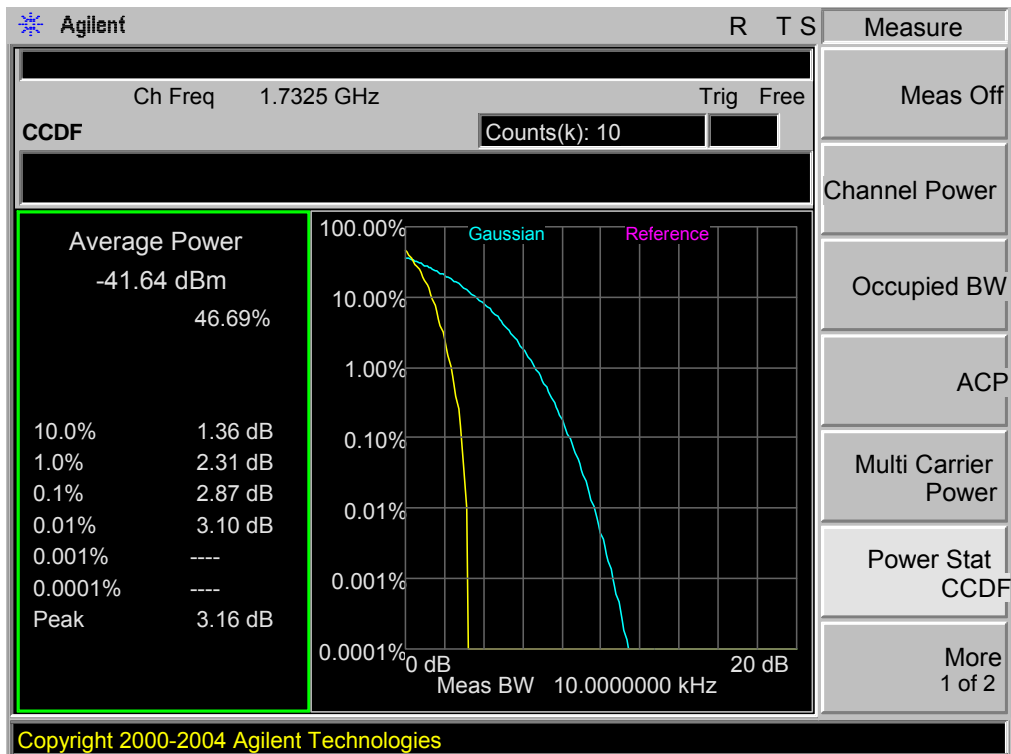 Agilent R T S
Measure
Ch Freq 1.7325 GHz Trig Free
CCDF Counts(k): 10
Average Power
-41.64 dBm
46.69%
10.0% 1.36 dB
1.0% 2.31 dB
0.1% 2.87 dB
0.01% 3.10 dB
0.001% ----
0.0001% ----
Peak 3.16 dB
Gaussian Reference
100.00%
10.00%
1.00%
0.10%
0.01%
0.001%
0.0001%
0 dB 20 dB
Meas BW 10.0000000 kHz
Meas Off
Channel Power
Occupied BW
ACP
Multi Carrier
Power
Power Stat
CCDF
More
1 of 2
Copyright 2000-2004 Agilent Technologies